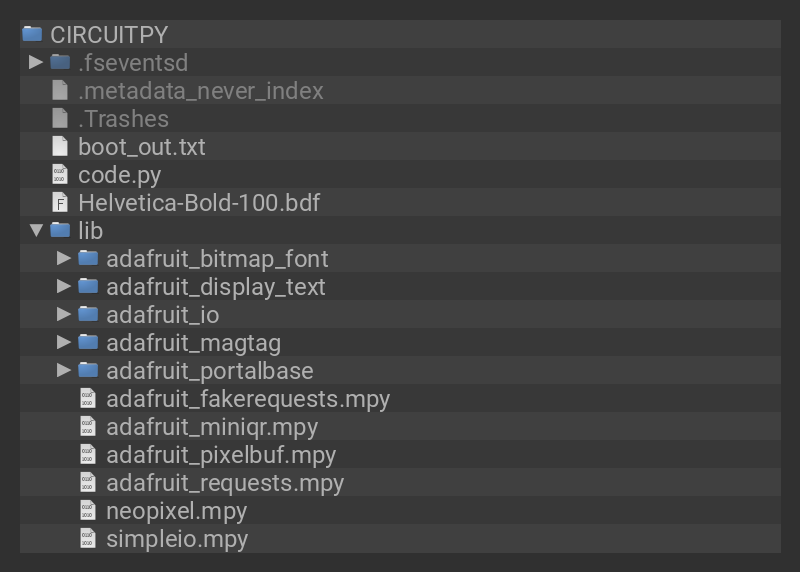 CIRCUITPY
.fseventsd
.metadata_never_index
.Trashes
boot_out.txt
code.py
Helvetica-Bold-100.bdf
lib
adafruit_bitmap_font
adafruit_display_text
adafruit_io
adafruit_magtag
adafruit_portalbase
adafruit_fakerequests.mpy
adafruit_miniqr.mpy
adafruit_pixelbuf.mpy
adafruit_requests.mpy
neopixel.mpy
simpleio.mpy